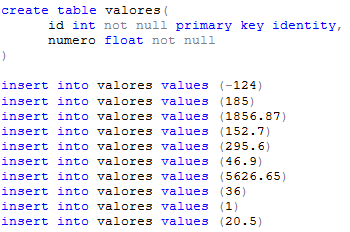 create table valores(
id int not null primary key identity,
numero float not null
)
insert into valores values (-124)
insert into valores values (185)
insert into valores values (1856.87)
insert into valores values (152.7)
insert into valores values (295.6)
insert into valores values (46.9)
insert into valores values (5626.65)
insert into valores values (36)
insert into valores values (1)
insert into valores values (20.5)